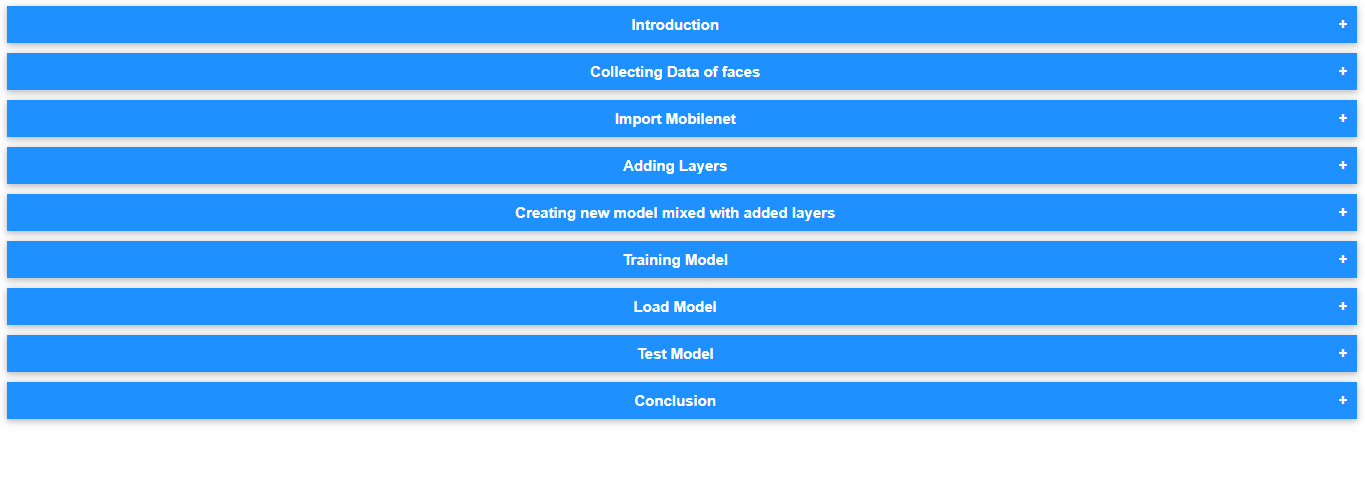 Introduction +
Collecting Data of faces +
Import Mobilenet +
Adding Layers +
Creating new model mixed with added layers +
Training Model +
Load Model +
Test Model +
Conclusion +